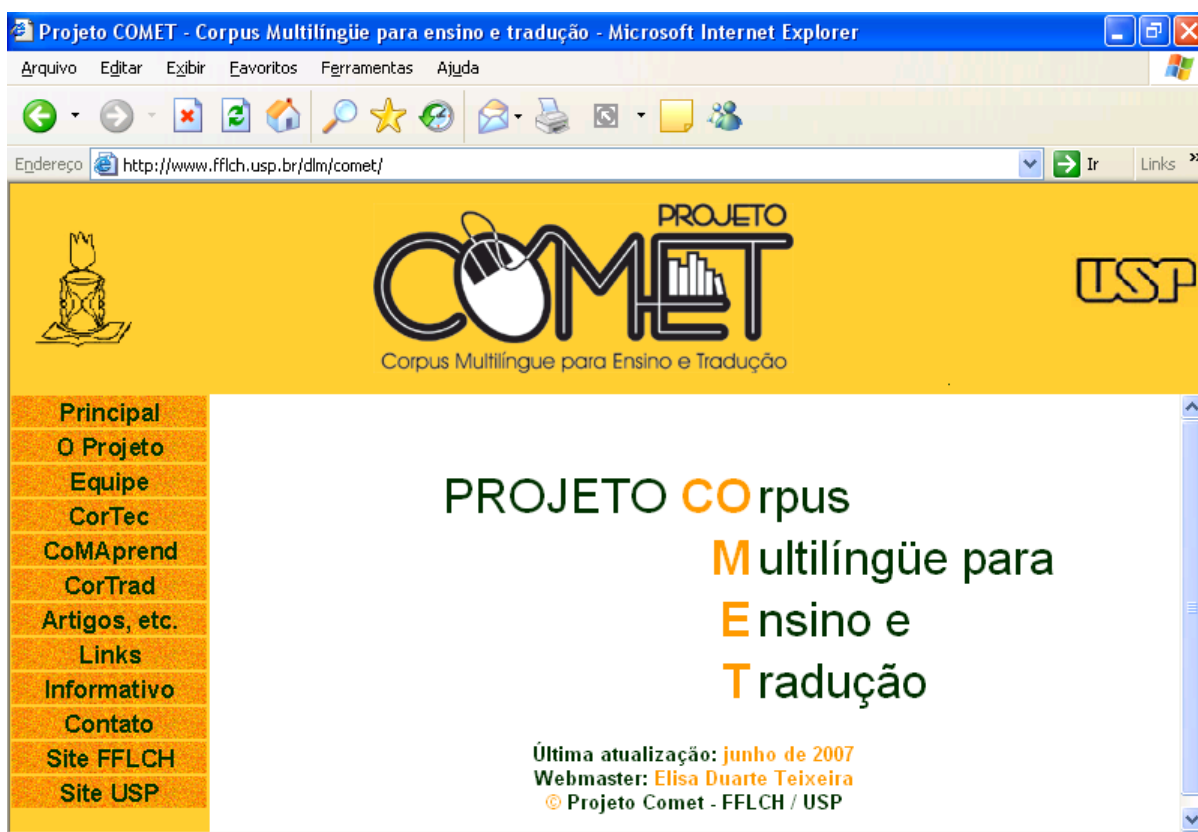 Projeto COMET - Corpus Multilíngüe para ensino e tradução - Microsoft Internet Explorer
Arquivo Editar Exibir Favoritos Ferramentas Ajuda
Endereço http://www.fflch.usp.br/dlm/comet/ Ir Links »
PROJETO
COMET
USP
Corpus Multilíngue para Ensino e Tradução
Principal
O Projeto
Equipe
CorTec
CoMAprend
CorTrad
Artigos, etc.
Links
Informativo
Contato
Site FFLCH
Site USP
PROJETO COrpus
Multilíngüe para
Ensino e
Tradução
Última atualização: junho de 2007
Webmaster: Elisa Duarte Teixeira
© Projeto Comet - FFLCH / USP